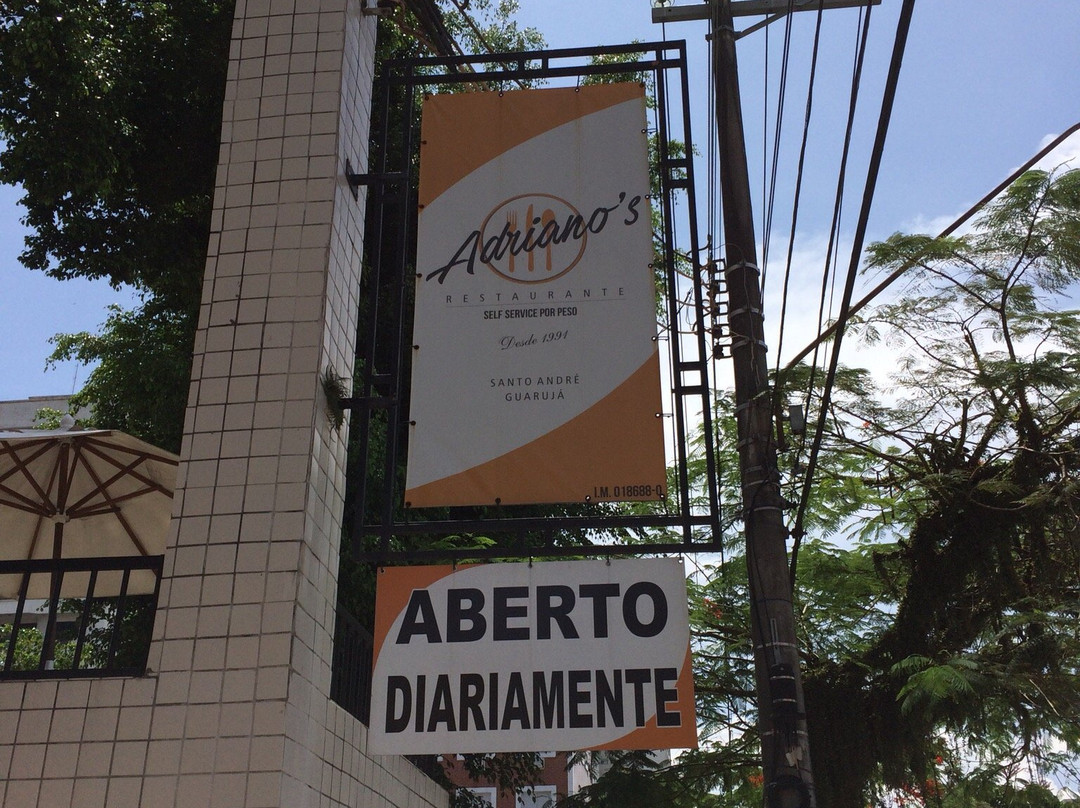 Adriano's
RESTAURANTE
SELF SERVICE POR PESO
Desde 1991
SANTO ANDRÉ
GUARUJÁ
I.M. 018688-0
ABERTO
DIARIAMENTE